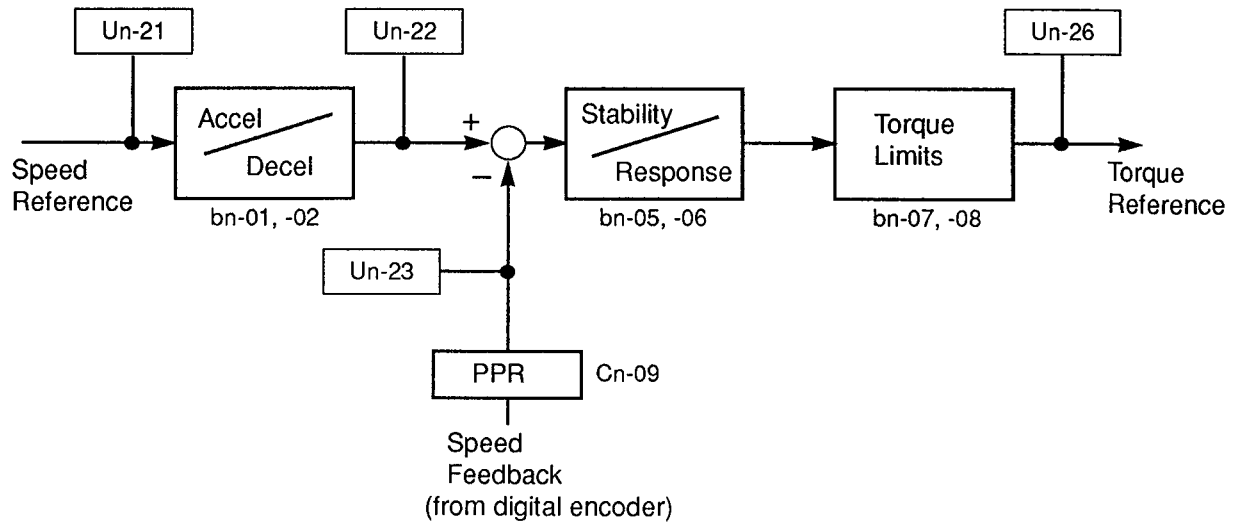 Un-21
Un-22
Un-26
Accel
Decel
+
−
Stability
Response
Torque
Limits
Speed
Reference
Torque
Reference
bn-01, -02
bn-05, -06
bn-07, -08
Un-23
PPR
Cn-09
Speed
Feedback
(from digital encoder)